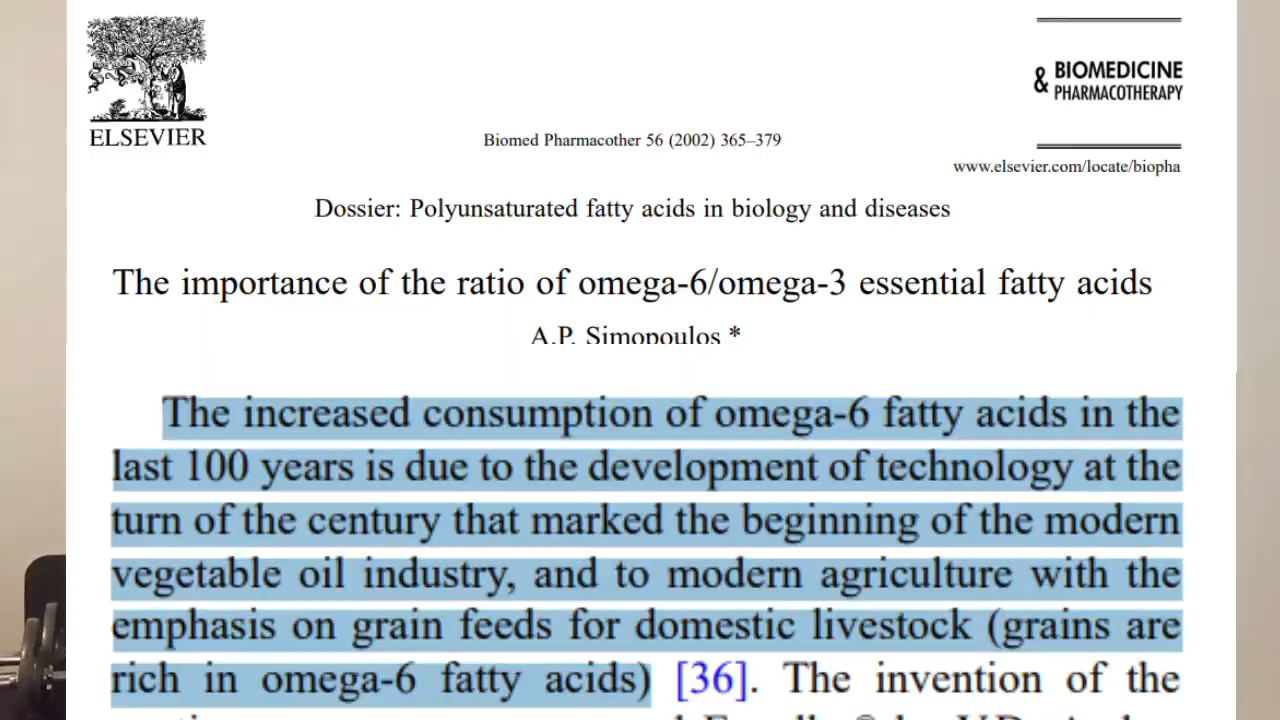 ELSEVIER
& BIOMEDICINE
PHARMACOTHERAPY
Biomed Pharmacother 56 (2002) 365–379
www.elsevier.com/locate/biopha
Dossier: Polyunsaturated fatty acids in biology and diseases
The importance of the ratio of omega-6/omega-3 essential fatty acids
A.P. Simopoulos *
The increased consumption of omega-6 fatty acids in the
last 100 years is due to the development of technology at the
turn of the century that marked the beginning of the modern
vegetable oil industry, and to modern agriculture with the
emphasis on grain feeds for domestic livestock (grains are
rich in omega-6 fatty acids) [36]. The invention of the